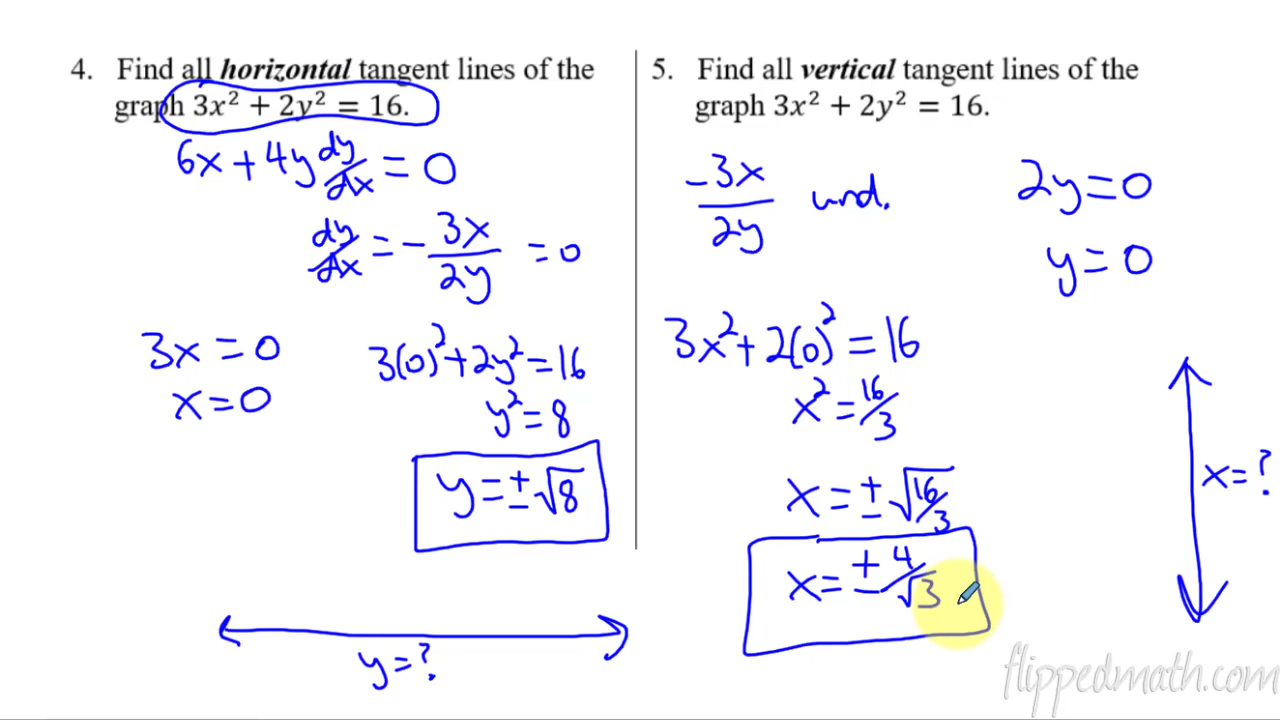 4. Find all horizontal tangent lines of the
graph 3x² + 2y² = 16.
6x + 4y dy/dx = 0
dy/dx = - 3x/2y = 0
3x = 0
x = 0
3(0)² + 2y² = 16
y² = 8
y = ± √8
y = ?
5. Find all vertical tangent lines of the
graph 3x² + 2y² = 16.
-3x/2y und.
2y = 0
y = 0
3x² + 2(0)² = 16
x² = 16/3
x = ± √16/3
x = ± 4/√3
x = ?
flippedmath.com